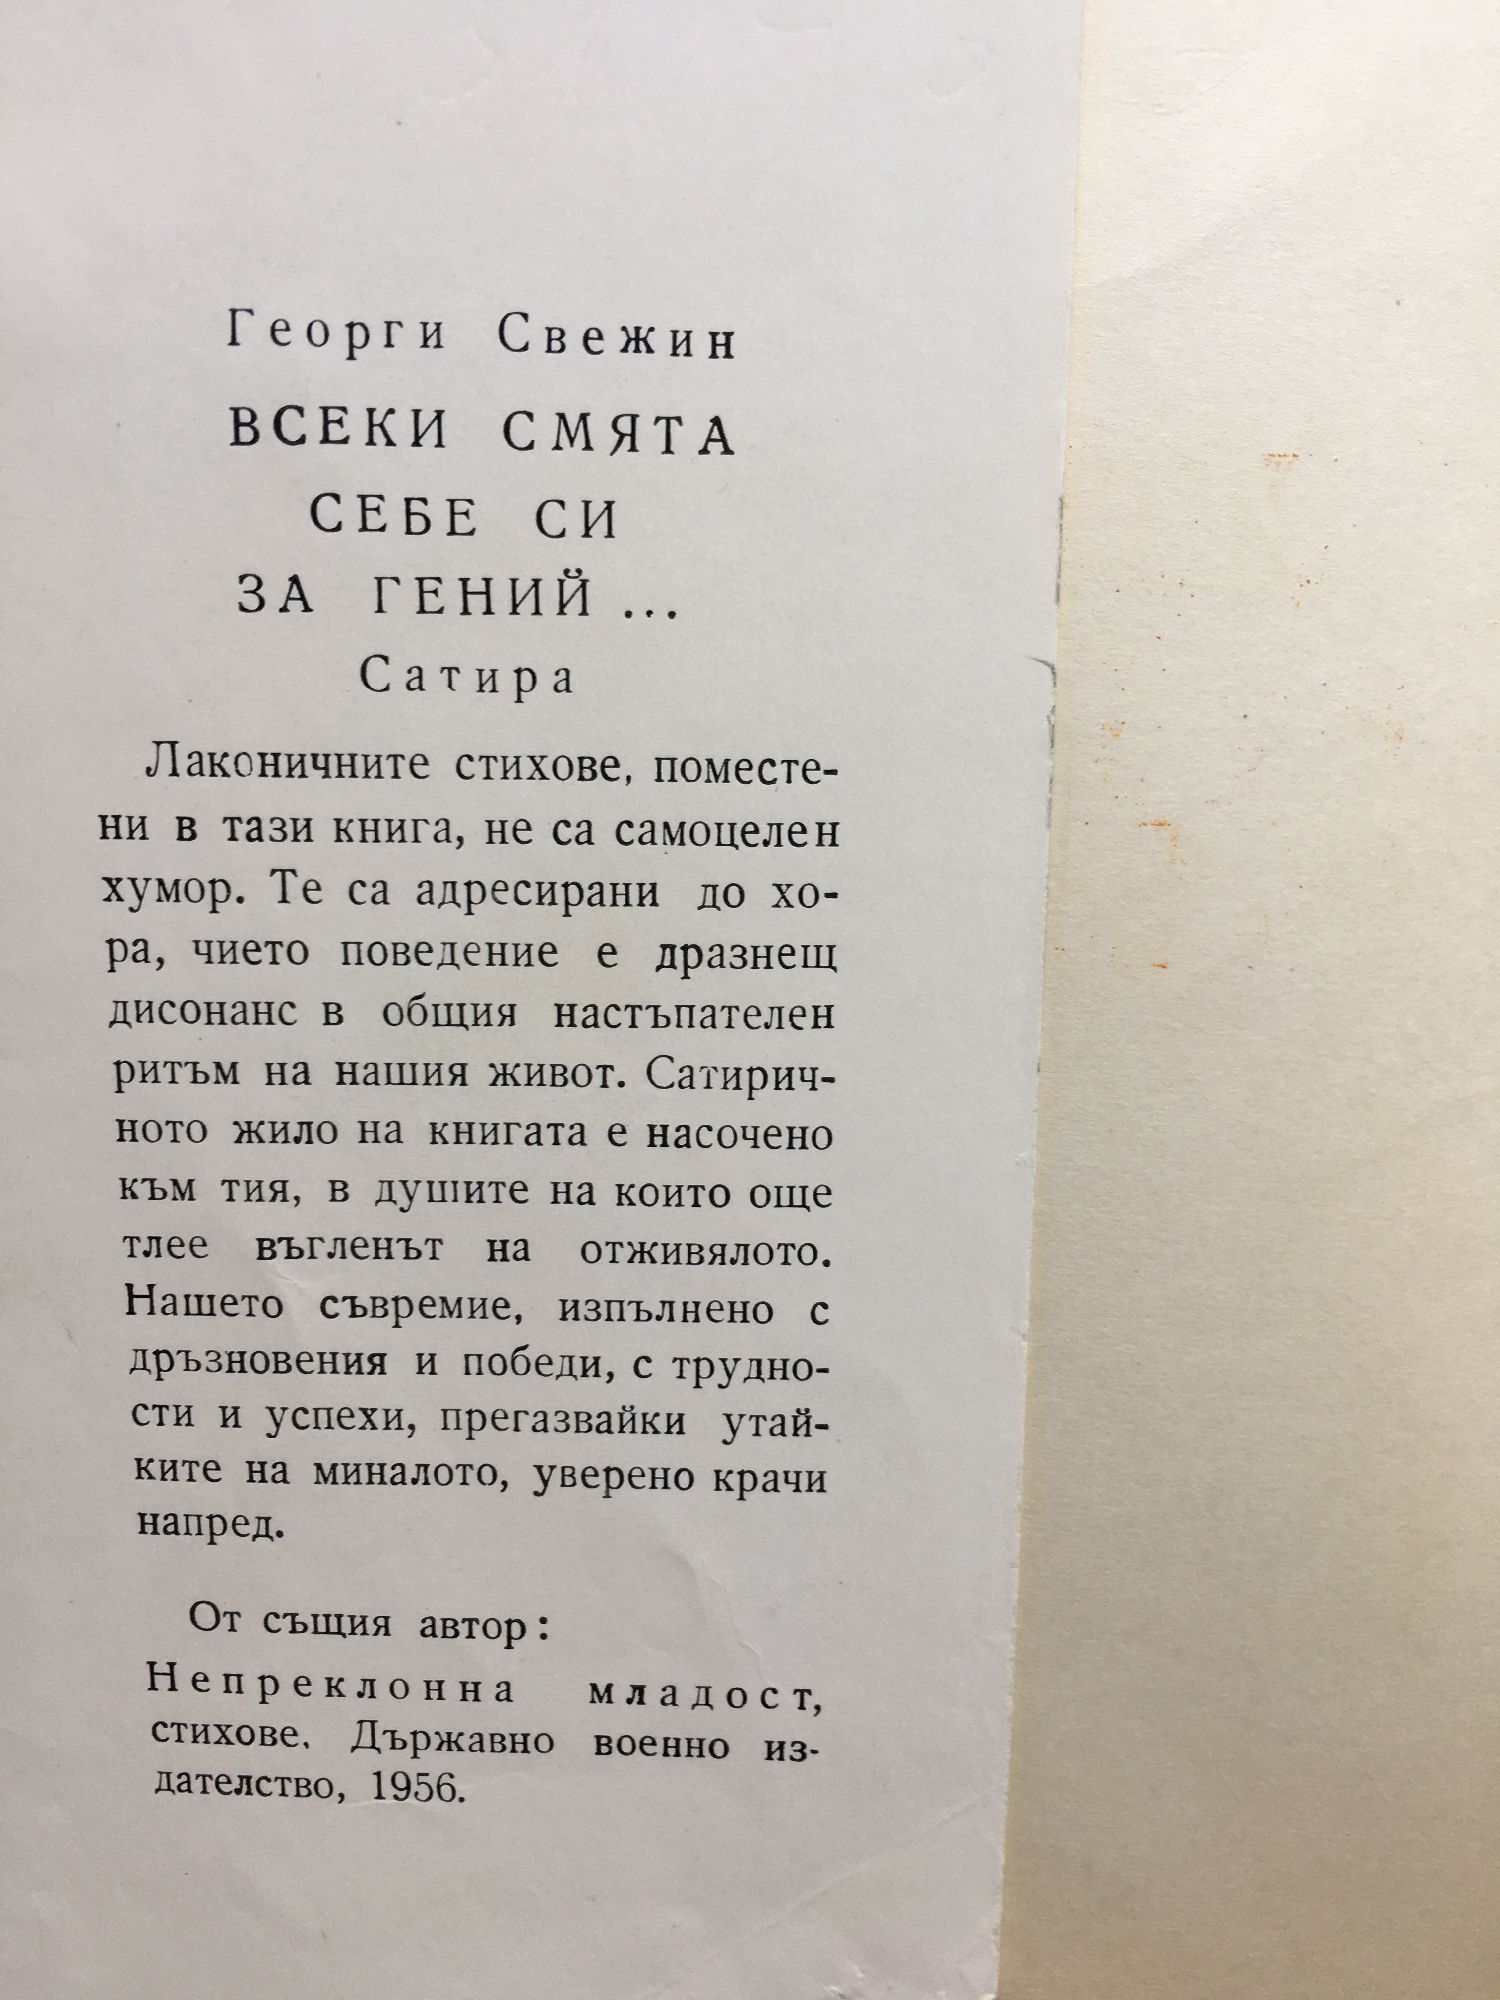 Георги Свежин
ВСЕКИ СМЯТА
СЕБЕ СИ
ЗА ГЕНИЙ...
Сатира
Лаконичните стихове, поместе-
ни в тази книга, не са самоцелен
хумор. Те са адресирани до хо-
ра, чието поведение е дразнещ
дисонанс в общия настъпателен
ритъм на нашия живот. Сатирич-
ното жило на книгата е насочено
към тия, в душите на които още
тлее въгленът на отживялото.
Нашето съвремие, изпълнено с
дръзновения и победи, с трудно-
сти и успехи, прегазвайки утай-
ките на миналото, уверено крачи
напред.
От същия автор:
Непреклонна младост,
стихове. Държавно военно из-
дателство, 1956.